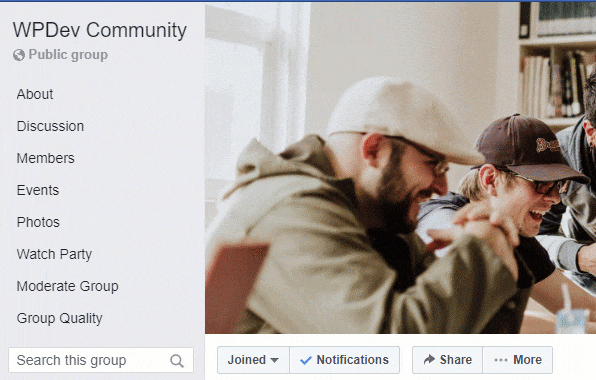 WPDev Community
Public group
About
Discussion
Members
Events
Photos
Watch Party
Moderate Group
Group Quality
Search this group
Joined
Notifications
Share
More